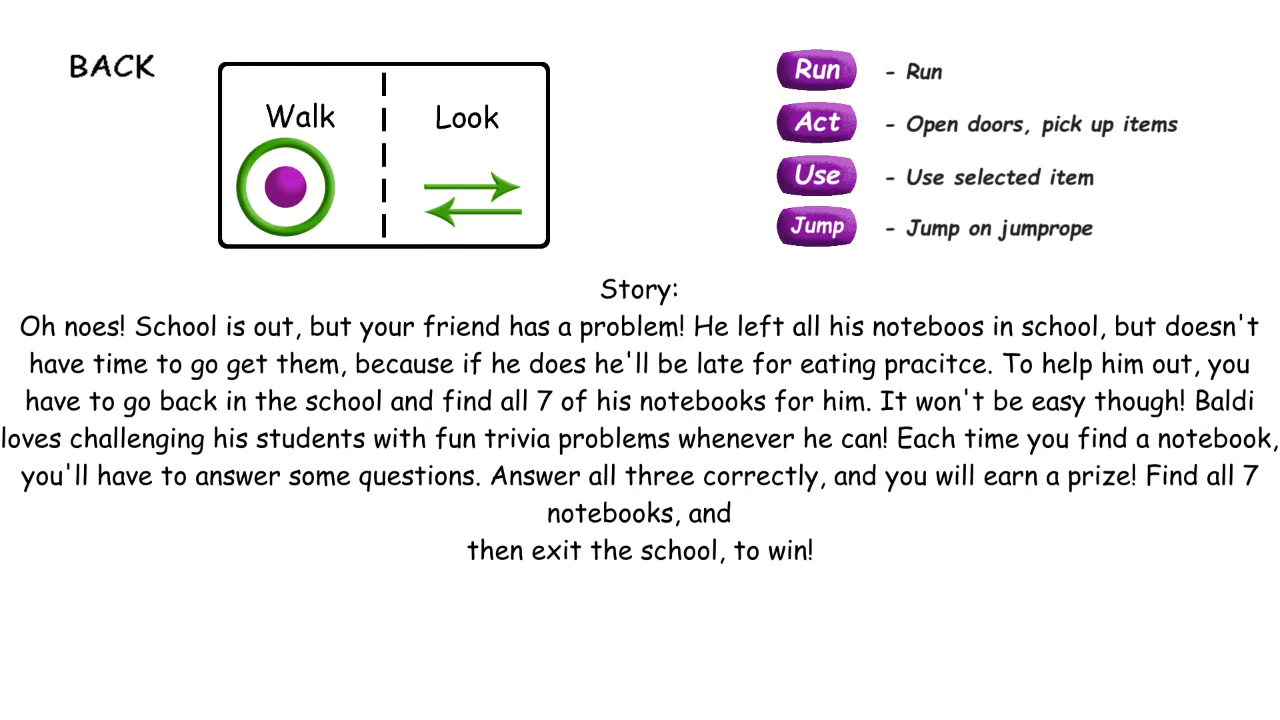 BACK
Walk
Look
Run - Run
Act - Open doors, pick up items
Use - Use selected item
Jump - Jump on jumprope
Story:
Oh noes! School is out, but your friend has a problem! He left all his noteboos in school, but doesn't
have time to go get them, because if he does he'll be late for eating pracitce. To help him out, you
have to go back in the school and find all 7 of his notebooks for him. It won't be easy though! Baldi
loves challenging his students with fun trivia problems whenever he can! Each time you find a notebook,
you'll have to answer some questions. Answer all three correctly, and you will earn a prize! Find all 7
notebooks, and
then exit the school, to win!